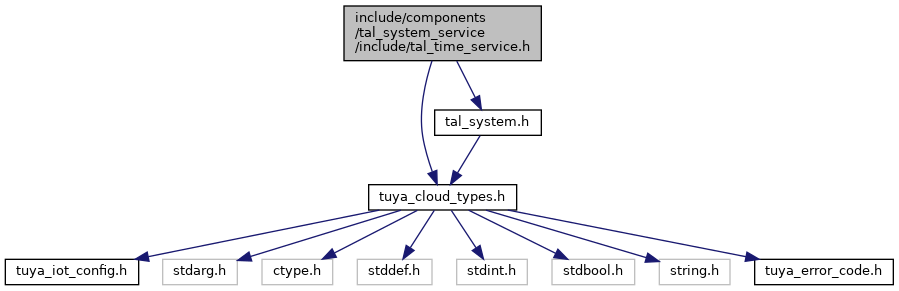 include/components
/tal_system_service
/include/tal_time_service.h
tal_system.h
tuya_cloud_types.h
tuya_iot_config.h
stdarg.h
ctype.h
stddef.h
stdint.h
stdbool.h
string.h
tuya_error_code.h